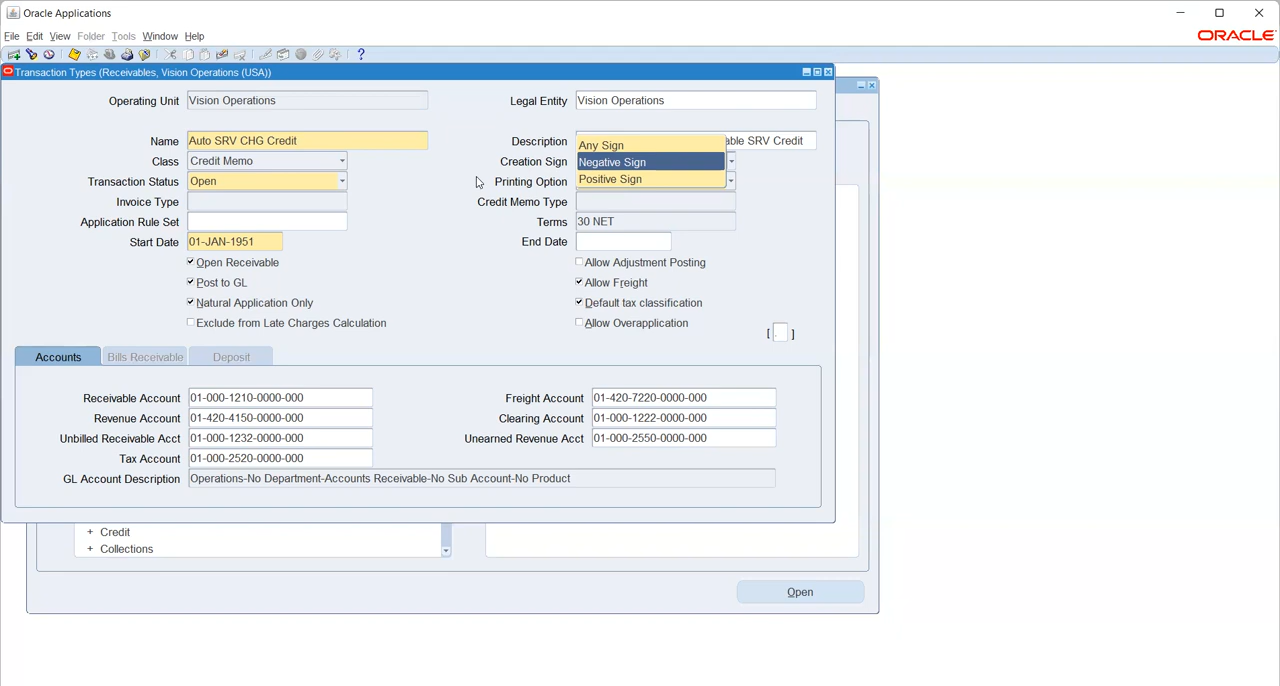 Oracle Applications
File Edit View Folder Tools Window Help
ORACLE
Transaction Types (Receivables, Vision Operations (USA))
Operating Unit Vision Operations Legal Entity Vision Operations
Name Auto SRV CHG Credit Description able SRV Credit
Any Sign
Class Credit Memo Creation Sign Negative Sign
Transaction Status Open Printing Option Positive Sign
Invoice Type Credit Memo Type
Application Rule Set Terms 30 NET
Start Date 01-JAN-1951 End Date
Open Receivable Allow Adjustment Posting
Post to GL Allow Freight
Natural Application Only Default tax classification
Exclude from Late Charges Calculation Allow Overapplication
[ . ]
Accounts Bills Receivable Deposit
Receivable Account 01-000-1210-0000-000 Freight Account 01-420-7220-0000-000
Revenue Account 01-420-4150-0000-000 Clearing Account 01-000-1222-0000-000
Unbilled Receivable Acct 01-000-1232-0000-000 Unearned Revenue Acct 01-000-2550-0000-000
Tax Account 01-000-2520-0000-000
GL Account Description Operations-No Department-Accounts Receivable-No Sub Account-No Product
+ Credit
+ Collections
Open